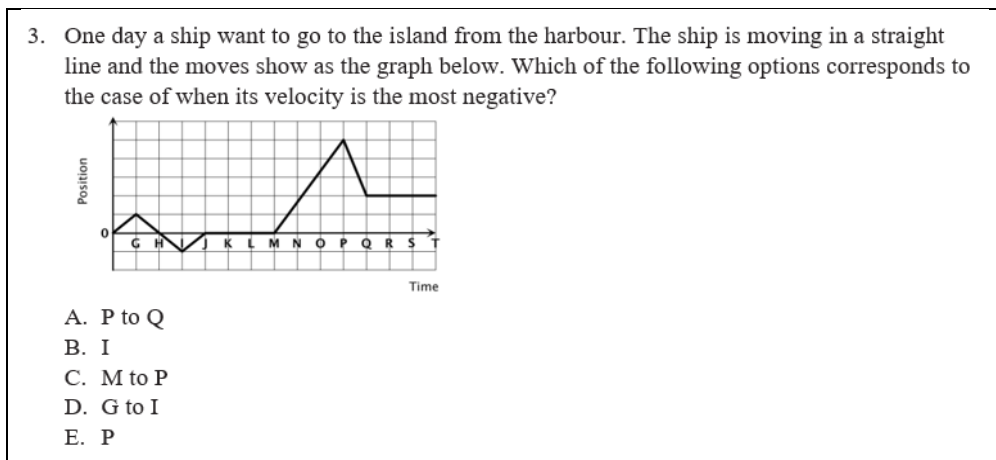 3. One day a ship want to go to the island from the harbour. The ship is moving in a straight
line and the moves show as the graph below. Which of the following options corresponds to
the case of when its velocity is the most negative?
Position
0
G H I J K L M N O P Q R S T
Time
A. P to Q
B. I
C. M to P
D. G to I
E. P